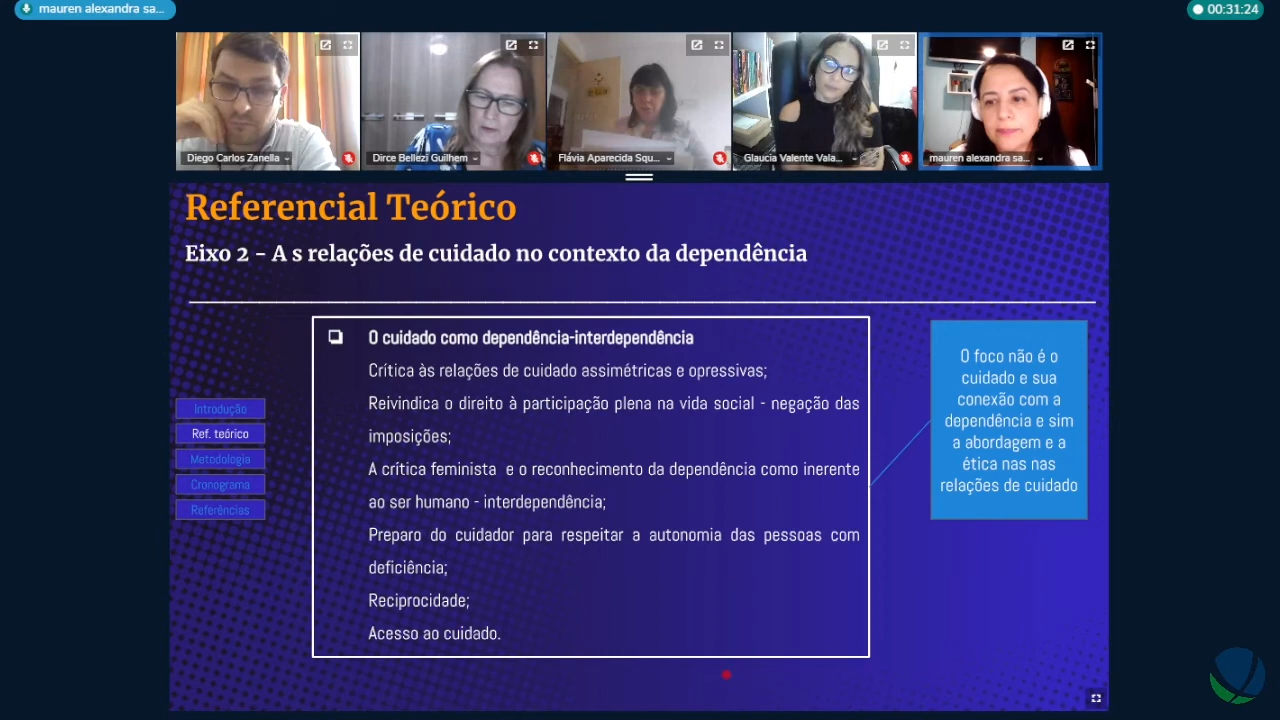 mauren alexandra sa...
00:31:24
Diego Carlos Zanella
Dirce Bellezi Guilhem
Flávia Aparecida Squ...
Glaucia Valente Vala...
mauren alexandra sa...
Referencial Teórico
Eixo 2 - A s relações de cuidado no contexto da dependência
O cuidado como dependência-interdependência
Crítica às relações de cuidado assimétricas e opressivas;
Reivindica o direito à participação plena na vida social - negação das
imposições;
A crítica feminista e o reconhecimento da dependência como inerente
ao ser humano - interdependência;
Preparo do cuidador para respeitar a autonomia das pessoas com
deficiência;
Reciprocidade;
Acesso ao cuidado.
Introdução
Ref. teórico
Metodologia
Cronograma
Referências
O foco não é o
cuidado e sua
conexão com a
dependência e sim
a abordagem e a
ética nas nas
relações de cuidado